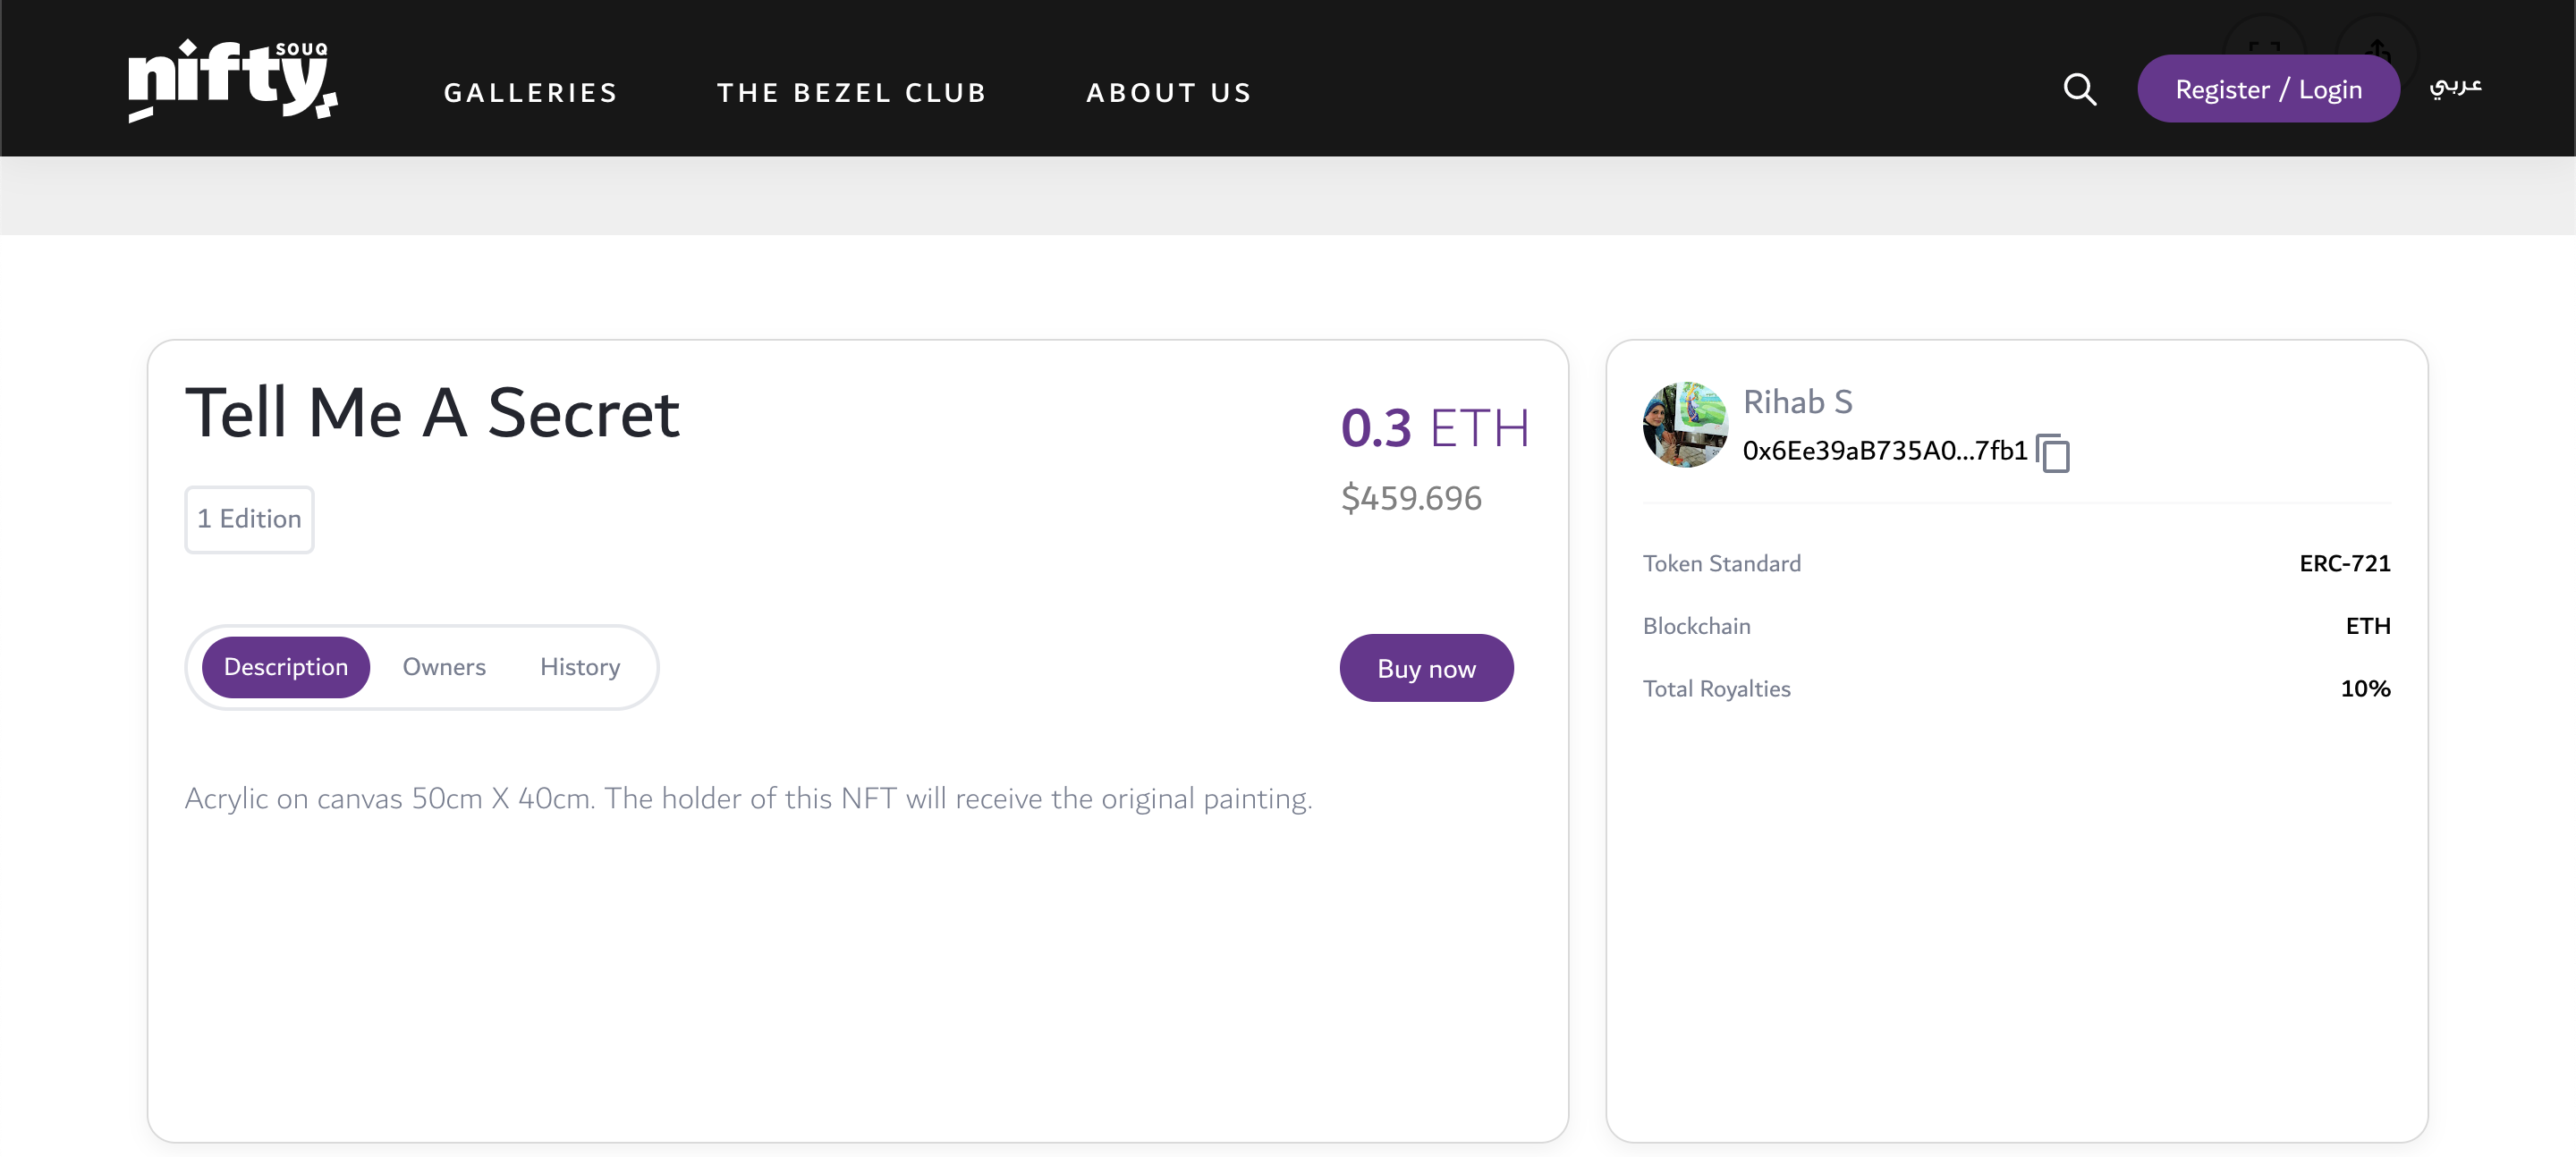 nifty SOUQ
GALLERIES THE BEZEL CLUB ABOUT US
Register / Login عربي
Tell Me A Secret
0.3 ETH
$459.696
1 Edition
Description Owners History
Buy now
Acrylic on canvas 50cm X 40cm. The holder of this NFT will receive the original painting.
Rihab S
0x6Ee39aB735A0...7fb1
Token Standard ERC-721
Blockchain ETH
Total Royalties 10%